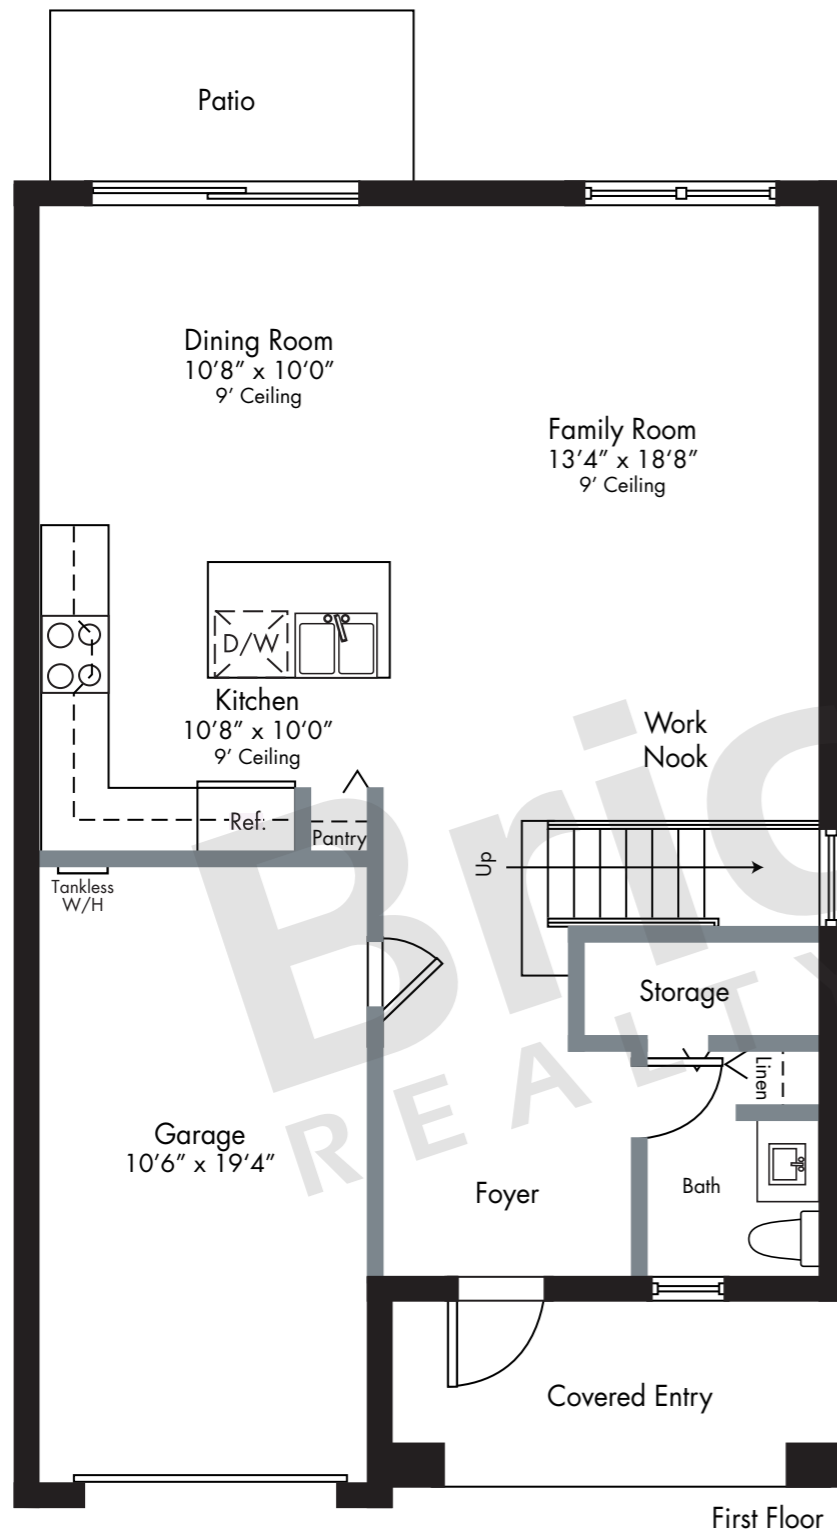 Patio
Dining Room
10'8" x 10'0"
9' Ceiling
Family Room
13'4" x 18'8"
9' Ceiling
D/W
Kitchen
10'8" x 10'0"
9' Ceiling
Work
Nook
Ref.
Pantry
Tankless
W/H
Up
Storage
Linen
Garage
10'6" x 19'4"
Foyer
Bath
Covered Entry
First Floor
REALTY